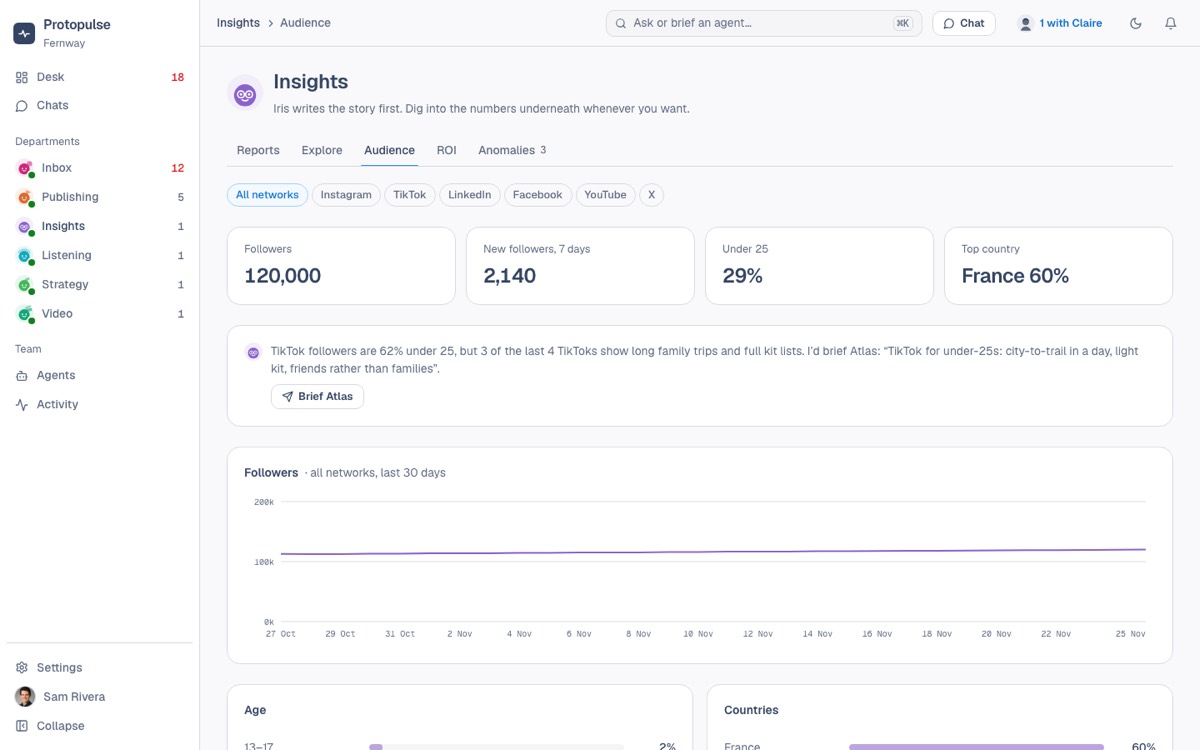 Protopulse
Fernway
Desk 18
Chats
Departments
Inbox 12
Publishing 5
Insights 1
Listening 1
Strategy 1
Video 1
Team
Agents
Activity
Settings
Sam Rivera
Collapse
Insights > Audience
Ask or brief an agent… ⌘K
Chat
1 with Claire
Insights
Iris writes the story first. Dig into the numbers underneath whenever you want.
Reports Explore Audience ROI Anomalies 3
All networks Instagram TikTok LinkedIn Facebook YouTube X
Followers
120,000
New followers, 7 days
2,140
Under 25
29%
Top country
France 60%
TikTok followers are 62% under 25, but 3 of the last 4 TikToks show long family trips and full kit lists. I’d brief Atlas: “TikTok for under-25s: city-to-trail in a day, light
kit, friends rather than families”.
Brief Atlas
Followers · all networks, last 30 days
200k
100k
0k
27 Oct 29 Oct 31 Oct 2 Nov 4 Nov 6 Nov 8 Nov 10 Nov 12 Nov 14 Nov 16 Nov 18 Nov 20 Nov 22 Nov 25 Nov
Age
13–17 2%
Countries
France 60%